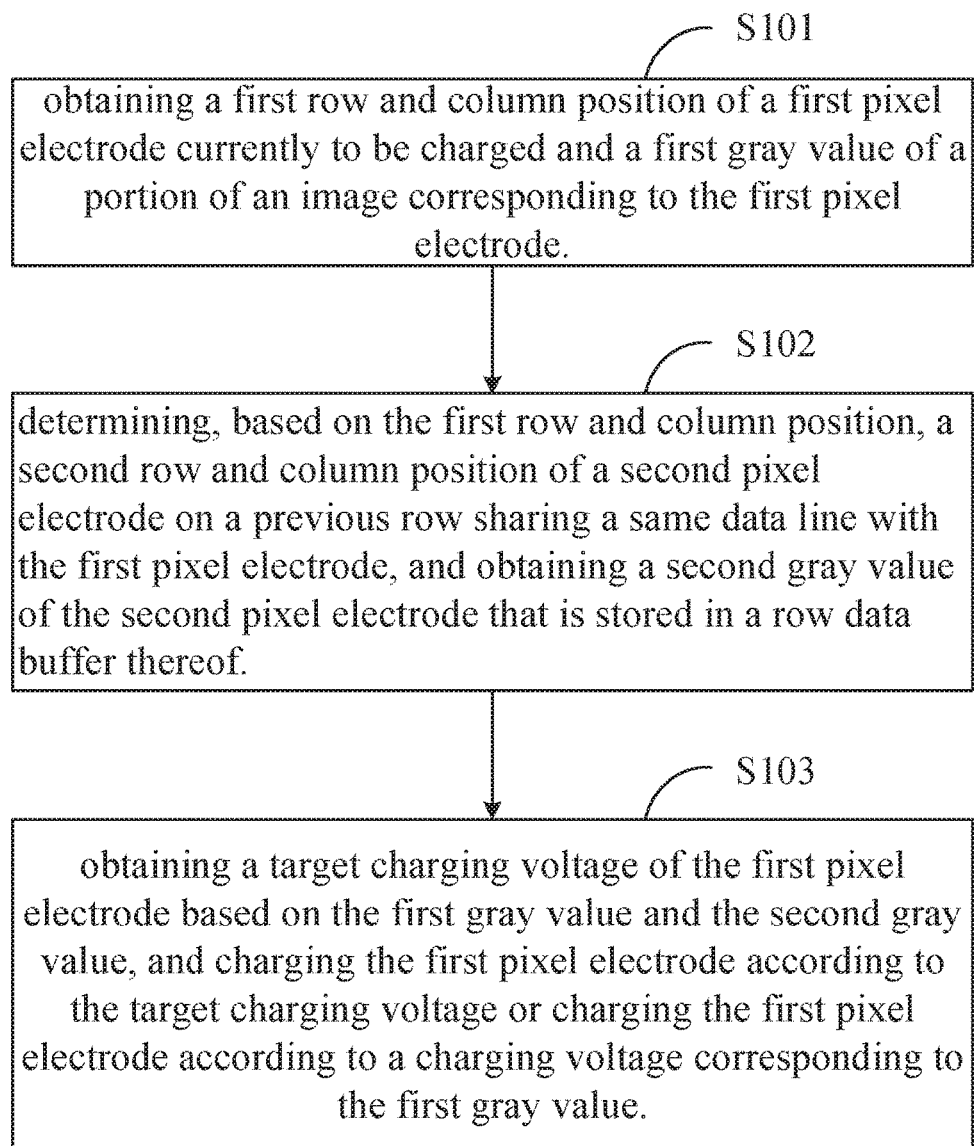 S101
obtaining a first row and column position of a first pixel
electrode currently to be charged and a first gray value of a
portion of an image corresponding to the first pixel
electrode.
S102
determining, based on the first row and column position, a
second row and column position of a second pixel
electrode on a previous row sharing a same data line with
the first pixel electrode, and obtaining a second gray value
of the second pixel electrode that is stored in a row data
buffer thereof.
S103
obtaining a target charging voltage of the first pixel
electrode based on the first gray value and the second gray
value, and charging the first pixel electrode according to
the target charging voltage or charging the first pixel
electrode according to a charging voltage corresponding to
the first gray value.